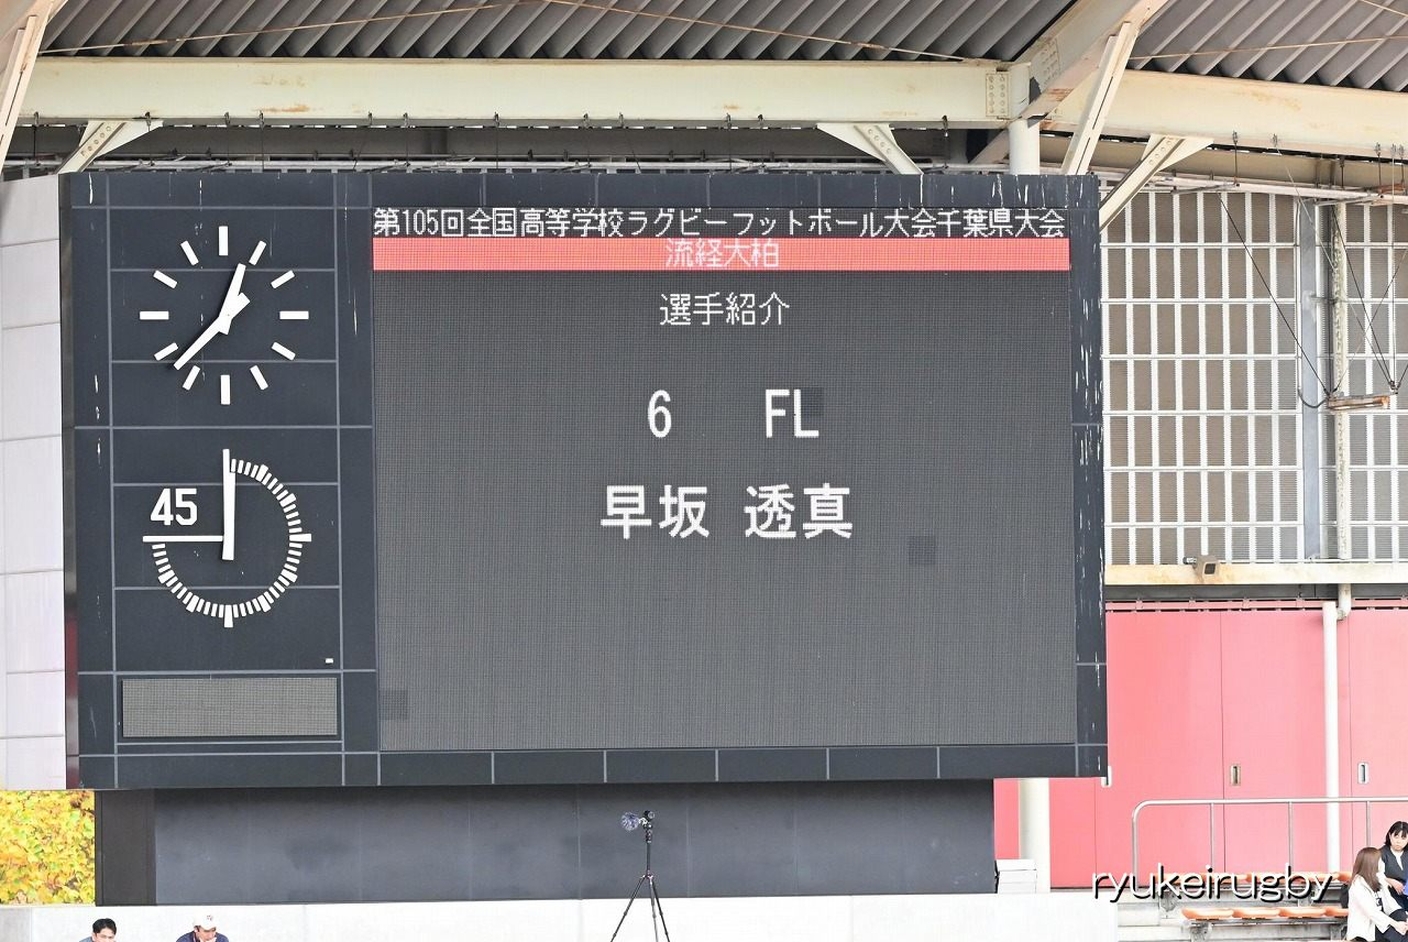 第105回全国高等学校ラグビーフットボール大会千葉県大会
流経大柏
選手紹介
6 FL
早坂 透真
45
ryukeirugby